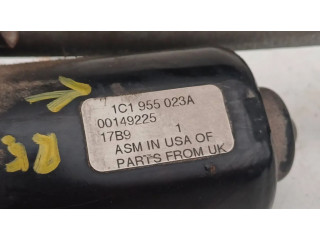 1C1 955 023A
00149225
17B9 1
ASM IN USA OF
PARTS FROM UK